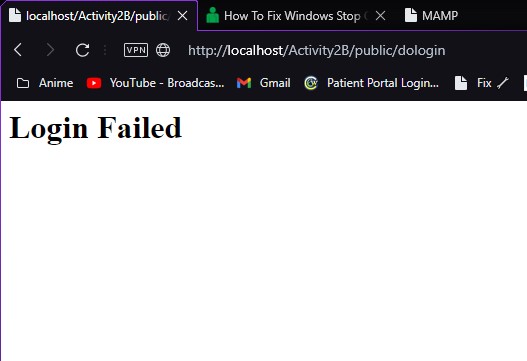 localhost/Activity2B/public/ How To Fix Windows Stop MAMP
VPN http://localhost/Activity2B/public/dologin
Anime YouTube - Broadcas... Gmail Patient Portal Login... Fix
Login Failed